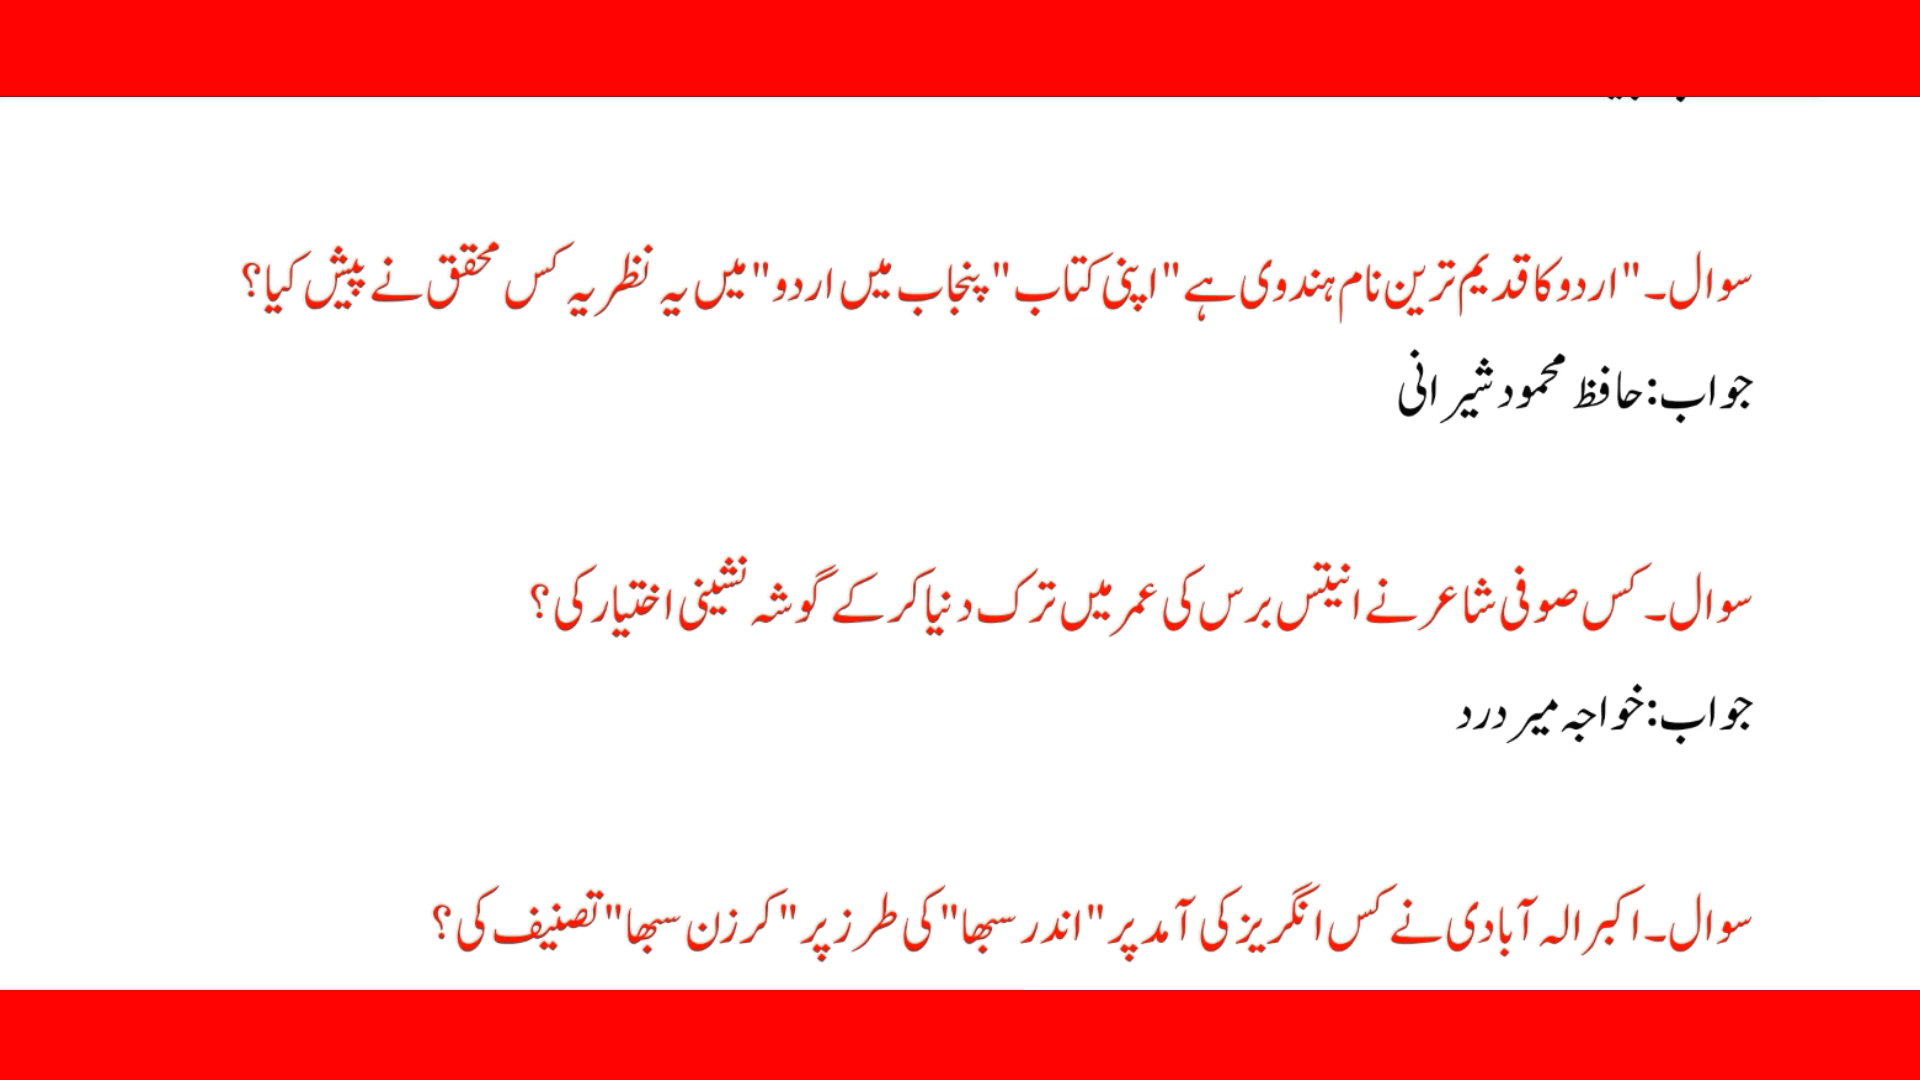 سوال۔"اردو کا قدیم ترین نام ہندوی ہے"اپنی کتاب"پنجاب میں اردو"میں یہ نظریہ کس محقق نے پیش کیا؟
جواب:حافظ محمود شیرانی
سوال۔کس صوفی شاعر نے انیتس برس کی عمر میں ترک دنیا کر کے گوشہ نشینی اختیار کی؟
جواب:خواجہ میر درد
سوال۔اکبر الہ آبادی نے کس انگریز کی آمد پر"اندر سبھا"کی طرز پر"کرزن سبھا"تصنیف کی؟